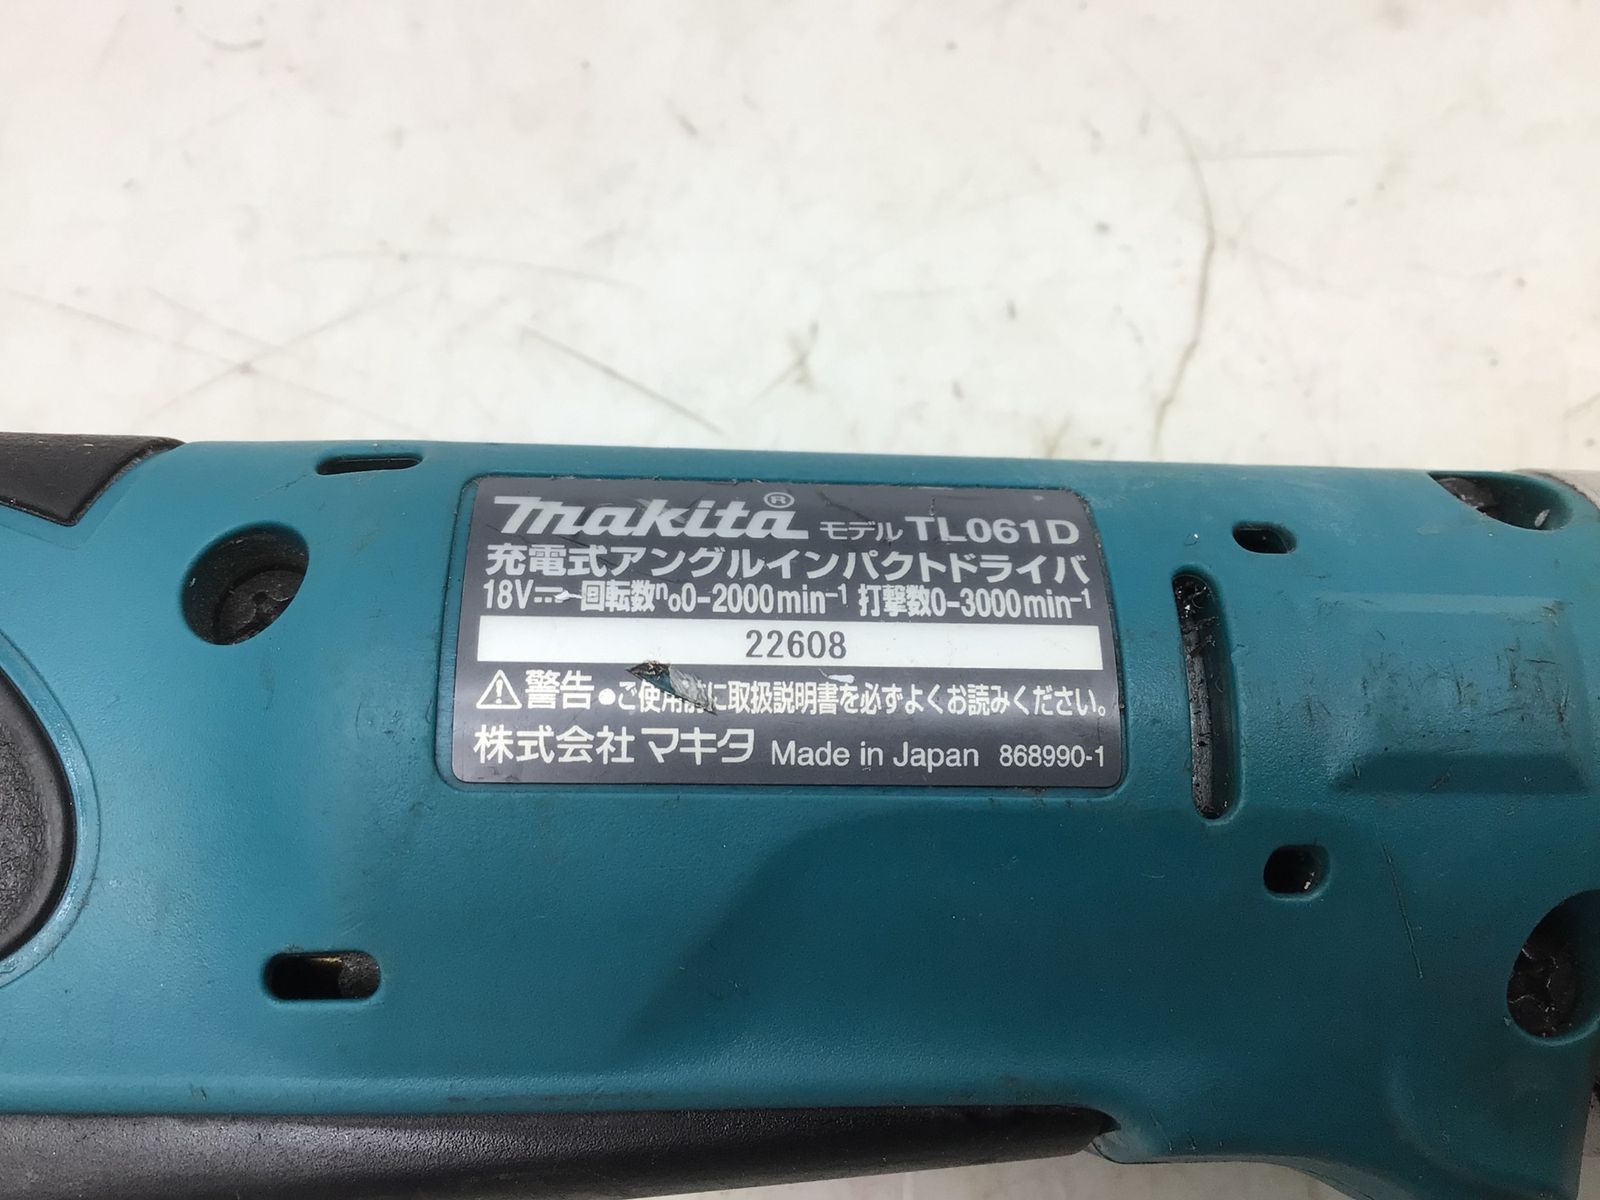 makita® モデル TL061D
充電式アングルインパクトドライバ
18V⎓ 回転数n₀0-2000min⁻¹ 打撃数0-3000min⁻¹
22608
⚠警告 ●ご使用前に取扱説明書を必ずよくお読みください。
株式会社マキタ Made in Japan 868990-1